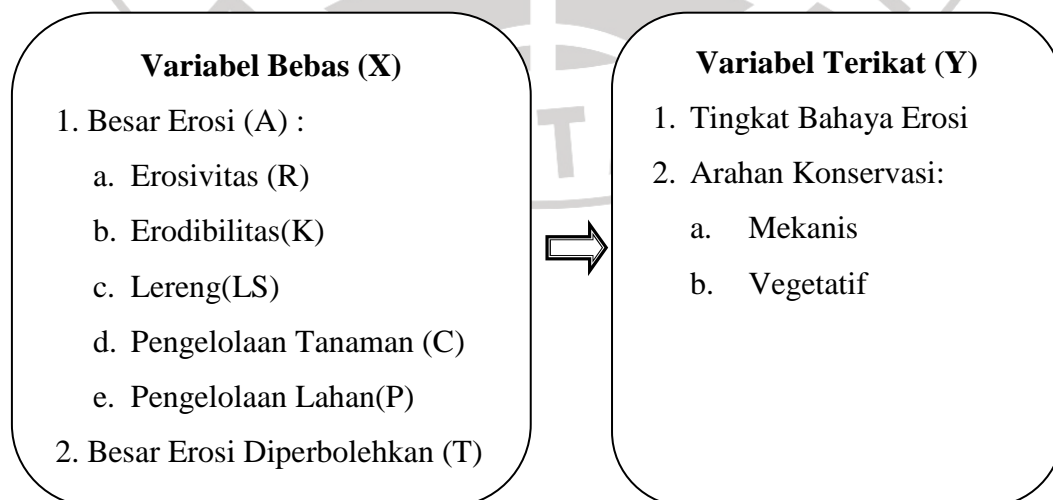 Variabel Bebas (X)
1. Besar Erosi (A) :
a. Erosivitas (R)
b. Erodibilitas(K)
c. Lereng(LS)
d. Pengelolaan Tanaman (C)
e. Pengelolaan Lahan(P)
2. Besar Erosi Diperbolehkan (T)
Variabel Terikat (Y)
1. Tingkat Bahaya Erosi
2. Arahan Konservasi:
a. Mekanis
b. Vegetatif